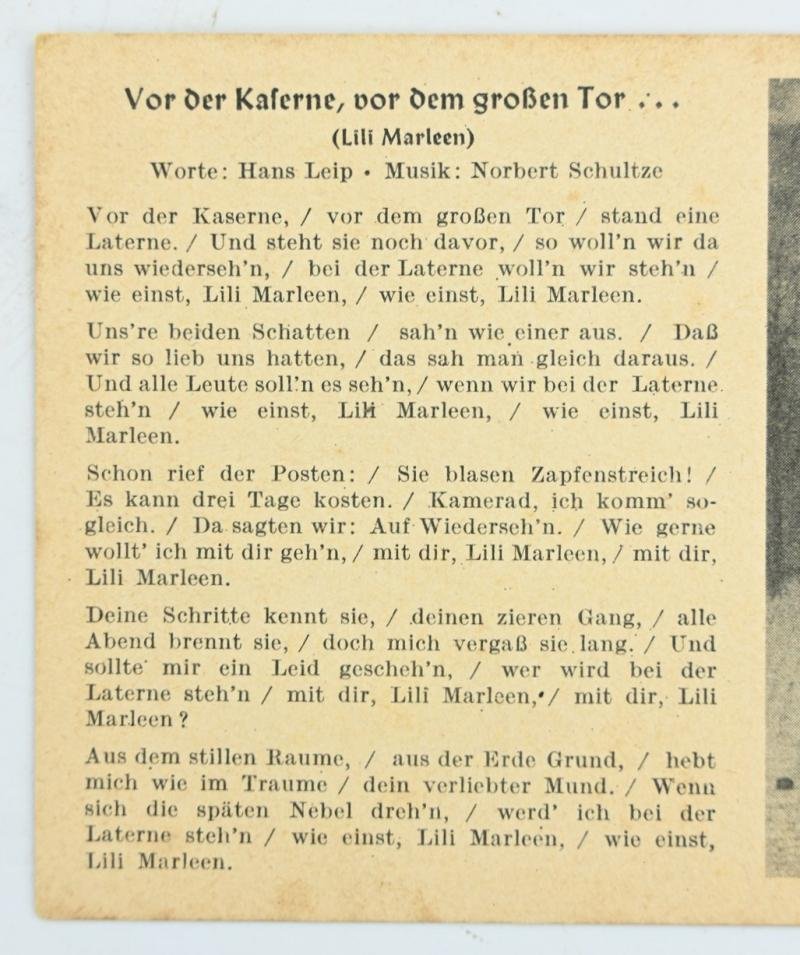 Vor der Kaserne, vor dem großen Tor ...
(Lili Marleen)
Worte: Hans Leip • Musik: Norbert Schultze
Vor der Kaserne, / vor dem großen Tor / stand eine
Laterne. / Und steht sie noch davor, / so woll'n wir da
uns wiederseh'n, / bei der Laterne woll'n wir steh'n /
wie einst, Lili Marleen, / wie einst, Lili Marleen.
Uns're beiden Schatten / sah'n wie einer aus. / Daß
wir so lieb uns hatten, / das sah man gleich daraus. /
Und alle Leute soll'n es seh'n, / wenn wir bei der Laterne
steh'n / wie einst, Lili Marleen, / wie einst, Lili
Marleen.
Schon rief der Posten: / Sie blasen Zapfenstreich! /
Es kann drei Tage kosten. / Kamerad, ich komm' so-
gleich. / Da sagten wir: Auf Wiederseh'n. / Wie gerne
wollt' ich mit dir geh'n, / mit dir, Lili Marleen, / mit dir,
Lili Marleen.
Deine Schritte kennt sie, / deinen zieren Gang, / alle
Abend brennt sie, / doch mich vergaß sie lang. / Und
sollte mir ein Leid gescheh'n, / wer wird bei der
Laterne steh'n / mit dir, Lili Marleen, / mit dir, Lili
Marleen?
Aus dem stillen Raume, / aus der Erde Grund, / hebt
mich wie im Traume / dein verliebter Mund. / Wenn
sich die späten Nebel dreh'n, / werd' ich bei der
Laterne steh'n / wie einst, Lili Marleen, / wie einst,
Lili Marleen.